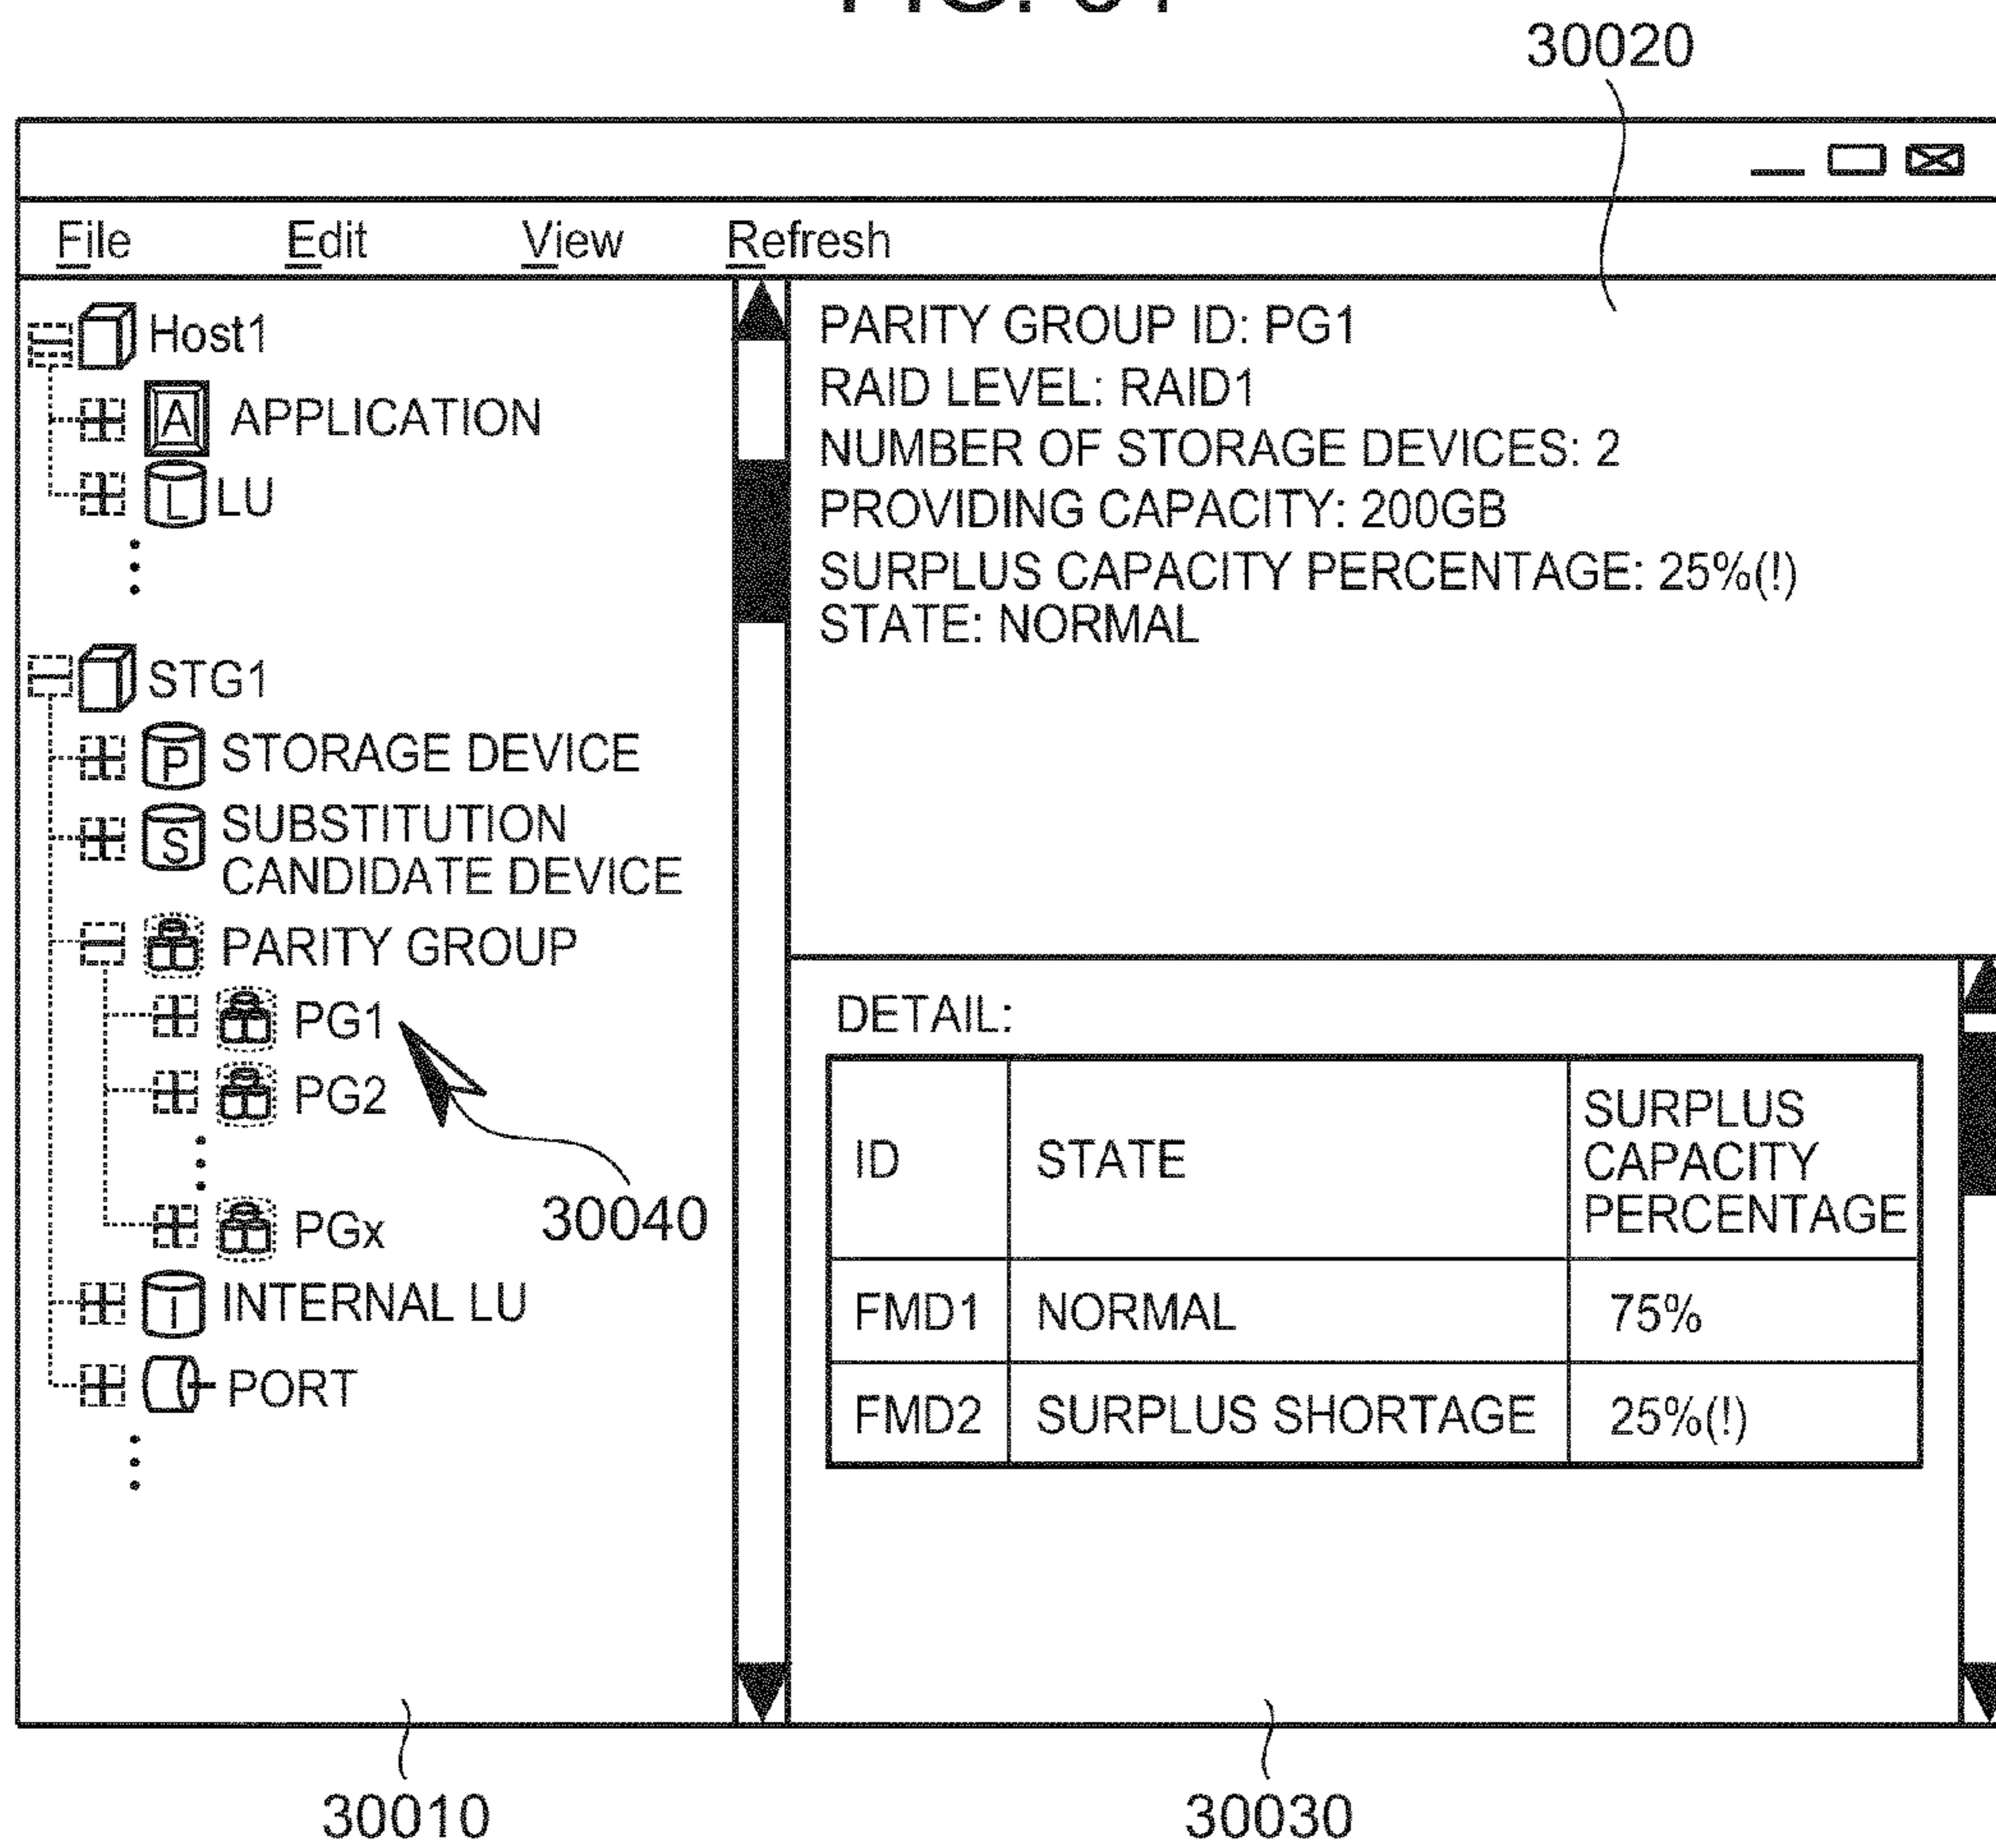 30020
File Edit View Refresh
Host1
A APPLICATION
L LU
STG1
P STORAGE DEVICE
S SUBSTITUTION
CANDIDATE DEVICE
PARITY GROUP
PG1
PG2
PGx
30040
I INTERNAL LU
PORT
PARITY GROUP ID: PG1
RAID LEVEL: RAID1
NUMBER OF STORAGE DEVICES: 2
PROVIDING CAPACITY: 200GB
SURPLUS CAPACITY PERCENTAGE: 25%(!)
STATE: NORMAL
DETAIL:
ID STATE SURPLUS
CAPACITY
PERCENTAGE
FMD1 NORMAL 75%
FMD2 SURPLUS SHORTAGE 25%(!)
30010
30030